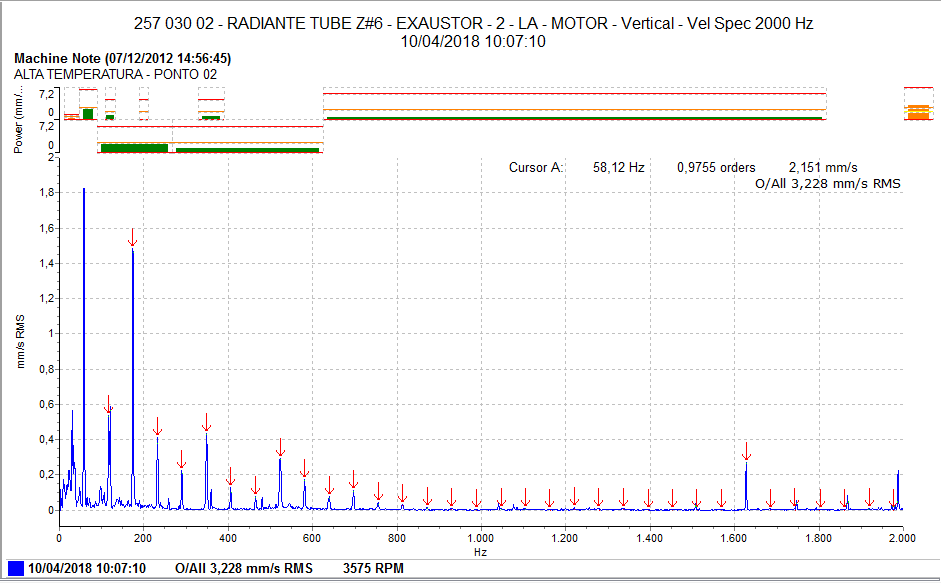 257 030 02 - RADIANTE TUBE Z#6 - EXAUSTOR - 2 - LA - MOTOR - Vertical - Vel Spec 2000 Hz
10/04/2018 10:07:10
Machine Note (07/12/2012 14:56:45)
ALTA TEMPERATURA - PONTO 02
Power (mm/...
7,2
0
7,2
0
Cursor A: 58,12 Hz 0,9755 orders 2,151 mm/s
O/All 3,228 mm/s RMS
mm/s RMS
2
1,8
1,6
1,4
1,2
1
0,8
0,6
0,4
0,2
0
0 200 400 600 800 1.000 1.200 1.400 1.600 1.800 2.000
Hz
10/04/2018 10:07:10 O/All 3,228 mm/s RMS 3575 RPM